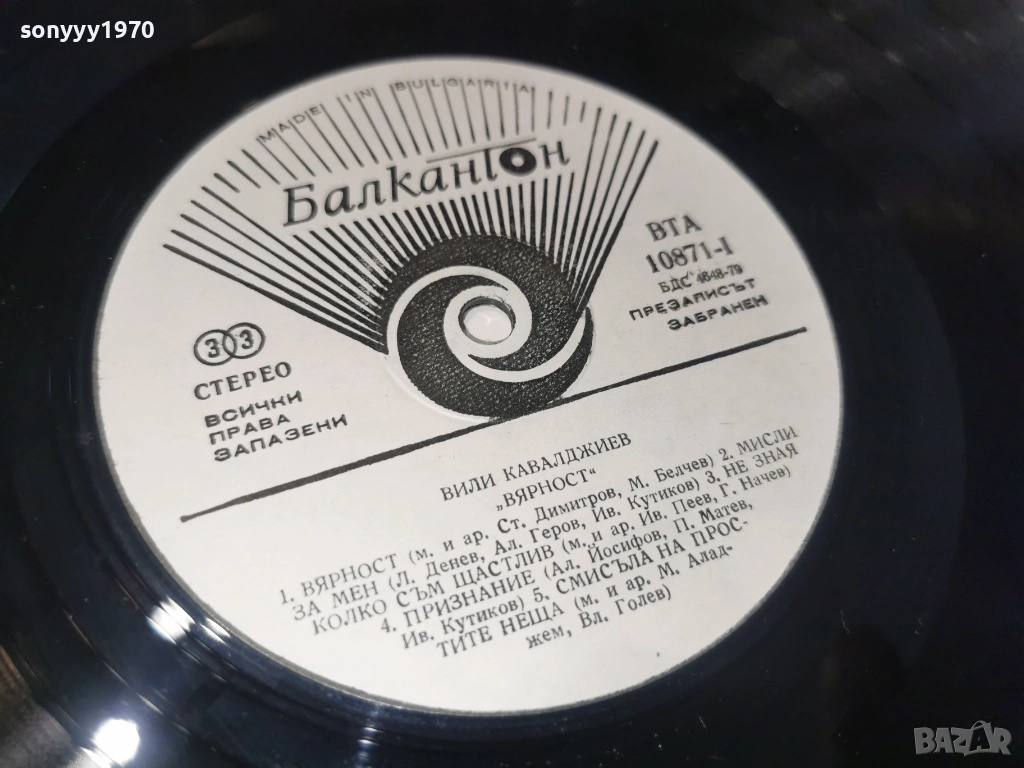 sonyyy1970
MADE IN BULGARIA
Балкантон
ВТА
10871-I
БДС 4648-79
ПРЕЗАПИСЪТ
ЗАБРАНЕН
33
СТЕРЕО
ВСИЧКИ
ПРАВА
ЗАПАЗЕНИ
ВИЛИ КАВАЛДЖИЕВ
„ВЯРНОСТ“
1. ВЯРНОСТ (м. и ар. Ст. Димитров, М. Белчев) 2. МИСЛИ
ЗА МЕН (Л. Денев, Ал. Геров, Ив. Кутиков) 3. НЕ ЗНАЯ
КОЛКО СЪМ ЩАСТЛИВ (м. и ар. Ив. Пеев, Г. Начев)
4. ПРИЗНАНИЕ (Ал. Йосифов, П. Матев,
Ив. Кутиков) 5. СМИСЪЛА НА ПРОС-
ТИТЕ НЕЩА (м. и ар. М. Алад-
жем, Вл. Голев)
BAZAR